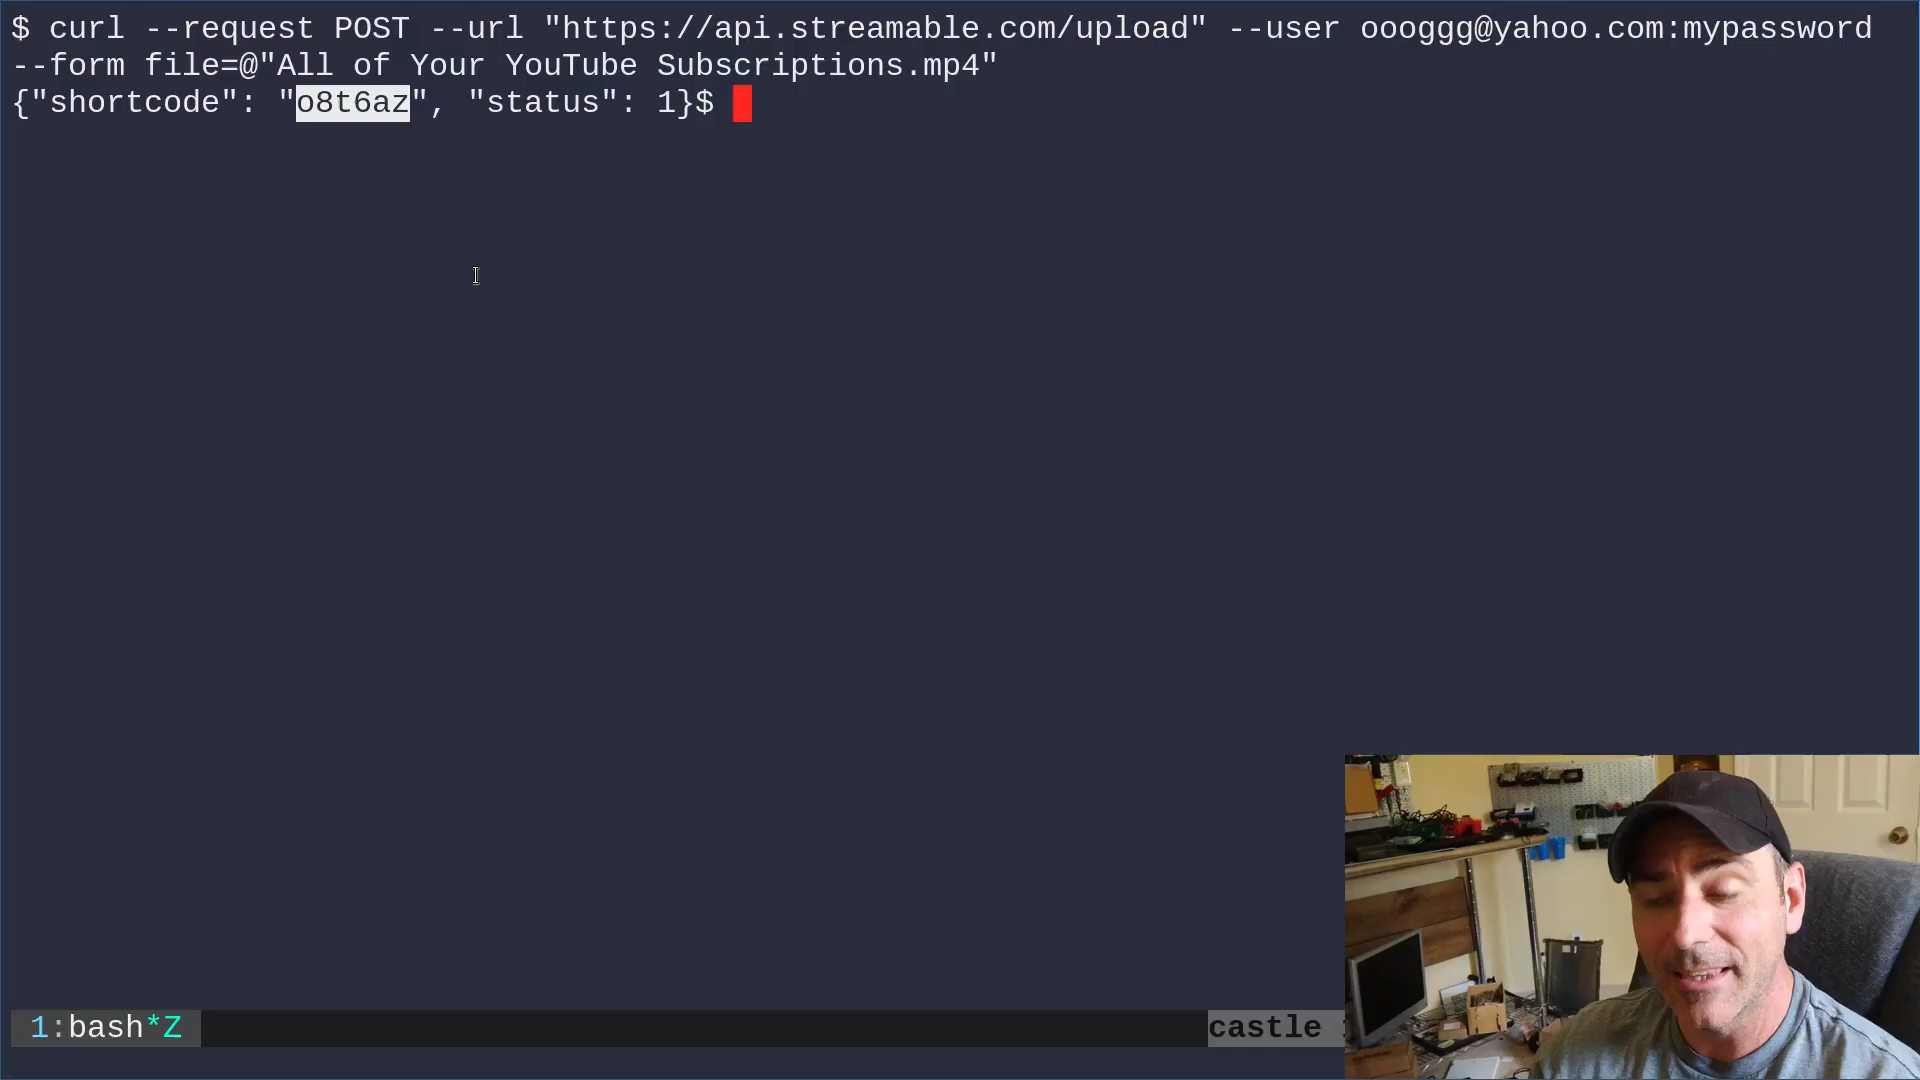 $ curl --request POST --url "https://api.streamable.com/upload" --user oooggg@yahoo.com:mypassword
--form file=@"All of Your YouTube Subscriptions.mp4"
{"shortcode": "o8t6az", "status": 1}$
1:bash*Z
castle